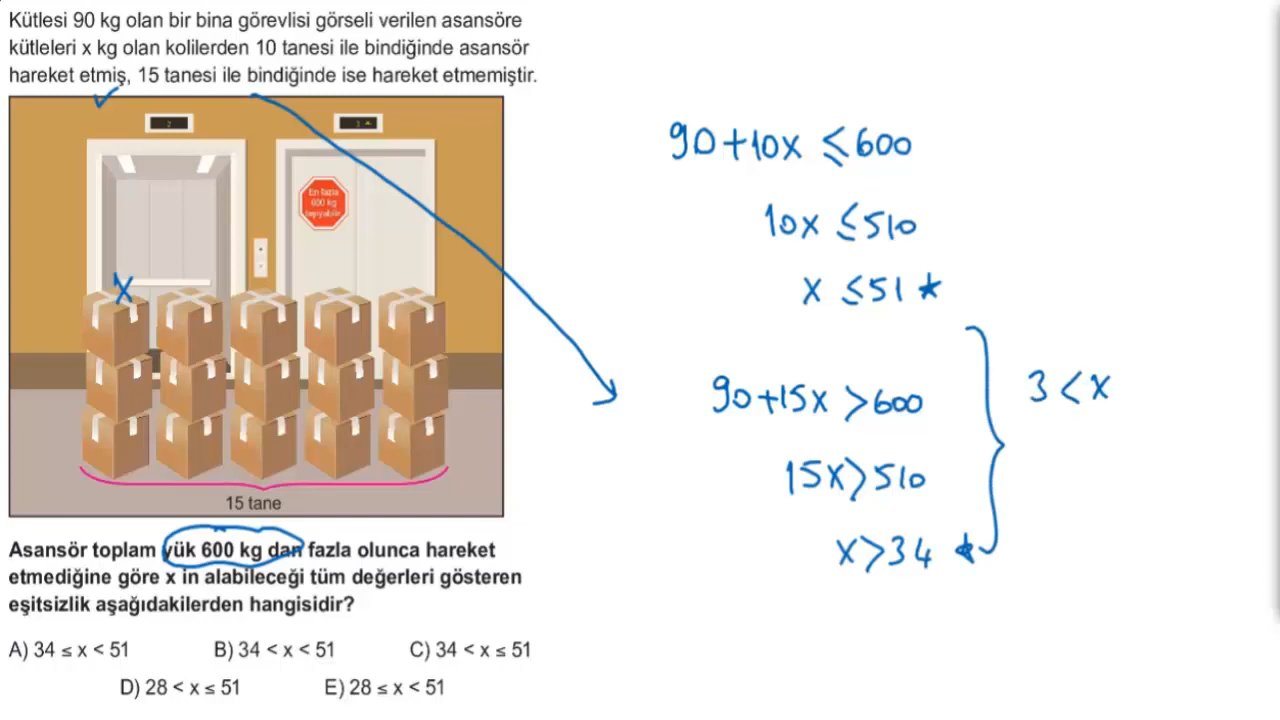 Kütlesi 90 kg olan bir bina görevlisi görseli verilen asansöre
kütleleri x kg olan kolilerden 10 tanesi ile bindiğinde asansör
hareket etmiş, 15 tanesi ile bindiğinde ise hareket etmemiştir.
2
En fazla
600 kg
taşıyabilir
X
15 tane
Asansör toplam yük 600 kg dan fazla olunca hareket
etmediğine göre x in alabileceği tüm değerleri gösteren
eşitsizlik aşağıdakilerden hangisidir?
A) 34 ≤ x < 51 B) 34 < x < 51 C) 34 < x ≤ 51
D) 28 < x ≤ 51 E) 28 ≤ x < 51
90+10x ≤600
10x ≤510
x ≤51
90+15x >600
15x>510
x>34
3 < x